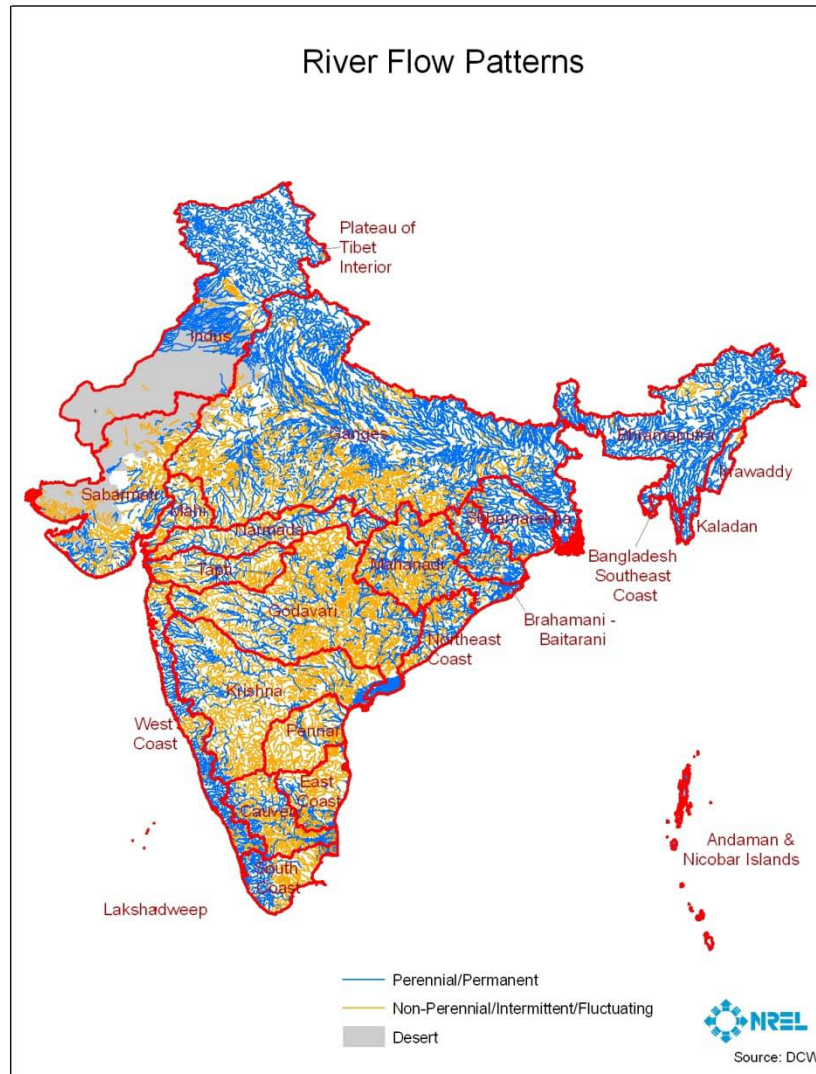 River Flow Patterns
Plateau of
Tibet
Interior
Indus
Ganges
Bhramaputra
Irrawaddy
Sabarmati
Mahi
Kaladan
Narmada
Subarnarekha
Bangladesh
Southeast
Coast
Tapti
Mahanadi
Godavari
Brahamani -
Baitarani
Northeast
Coast
Krishna
West
Coast
Pennar
East
Coast
Cauvery
Andaman &
Nicobar Islands
South
Coast
Lakshadweep
Perennial/Permanent
Non-Perennial/Intermittent/Fluctuating
Desert
NREL
Source: DCW